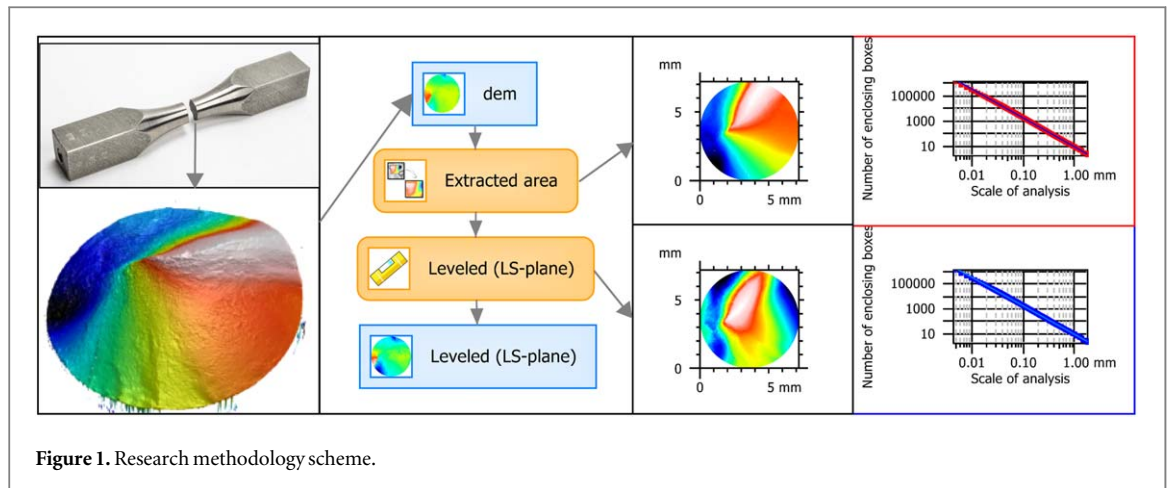 dem
Extracted area
Leveled (LS-plane)
Leveled (LS-plane)
mm
5
0
0 5 mm
mm
5
0
0 5 mm
Number of enclosing boxes
100000
1000
10
0.01 0.10 1.00 mm
Scale of analysis
Number of enclosing boxes
100000
1000
10
0.01 0.10 1.00 mm
Scale of analysis
Figure 1. Research methodology scheme.